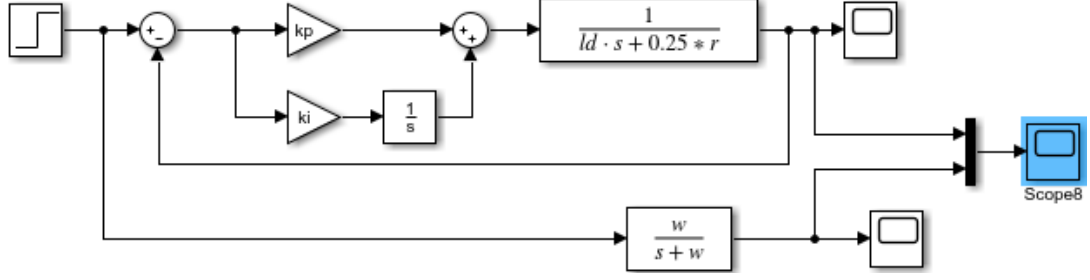 +
−
kp
+
+
1
ld · s + 0.25 * r
ki
1
s
Scope8
w
s + w